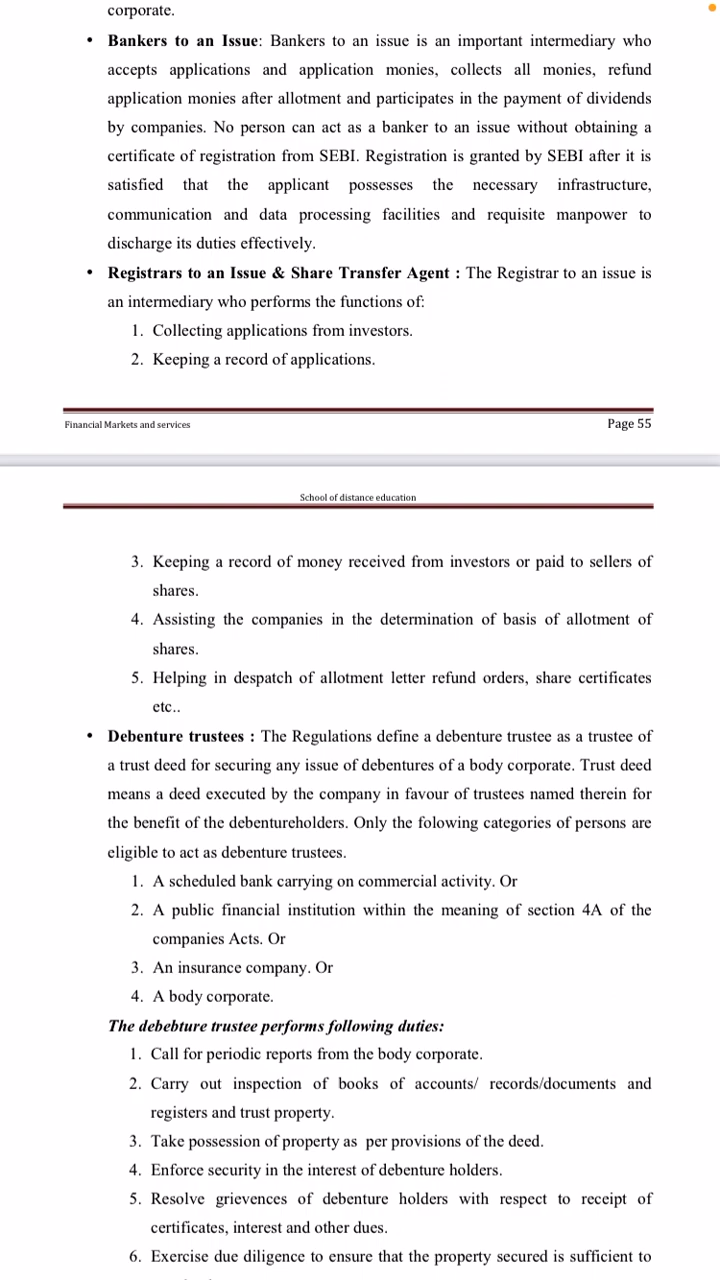 corporate.
• Bankers to an Issue: Bankers to an issue is an important intermediary who
accepts applications and application monies, collects all monies, refund
application monies after allotment and participates in the payment of dividends
by companies. No person can act as a banker to an issue without obtaining a
certificate of registration from SEBI. Registration is granted by SEBI after it is
satisfied that the applicant possesses the necessary infrastructure,
communication and data processing facilities and requisite manpower to
discharge its duties effectively.
• Registrars to an Issue & Share Transfer Agent : The Registrar to an issue is
an intermediary who performs the functions of:
1. Collecting applications from investors.
2. Keeping a record of applications.
Financial Markets and services Page 55
School of distance education
3. Keeping a record of money received from investors or paid to sellers of
shares.
4. Assisting the companies in the determination of basis of allotment of
shares.
5. Helping in despatch of allotment letter refund orders, share certificates
etc..
• Debenture trustees : The Regulations define a debenture trustee as a trustee of
a trust deed for securing any issue of debentures of a body corporate. Trust deed
means a deed executed by the company in favour of trustees named therein for
the benefit of the debentureholders. Only the folowing categories of persons are
eligible to act as debenture trustees.
1. A scheduled bank carrying on commercial activity. Or
2. A public financial institution within the meaning of section 4A of the
companies Acts. Or
3. An insurance company. Or
4. A body corporate.
The debebture trustee performs following duties:
1. Call for periodic reports from the body corporate.
2. Carry out inspection of books of accounts/ records/documents and
registers and trust property.
3. Take possession of property as per provisions of the deed.
4. Enforce security in the interest of debenture holders.
5. Resolve grievences of debenture holders with respect to receipt of
certificates, interest and other dues.
6. Exercise due diligence to ensure that the property secured is sufficient to